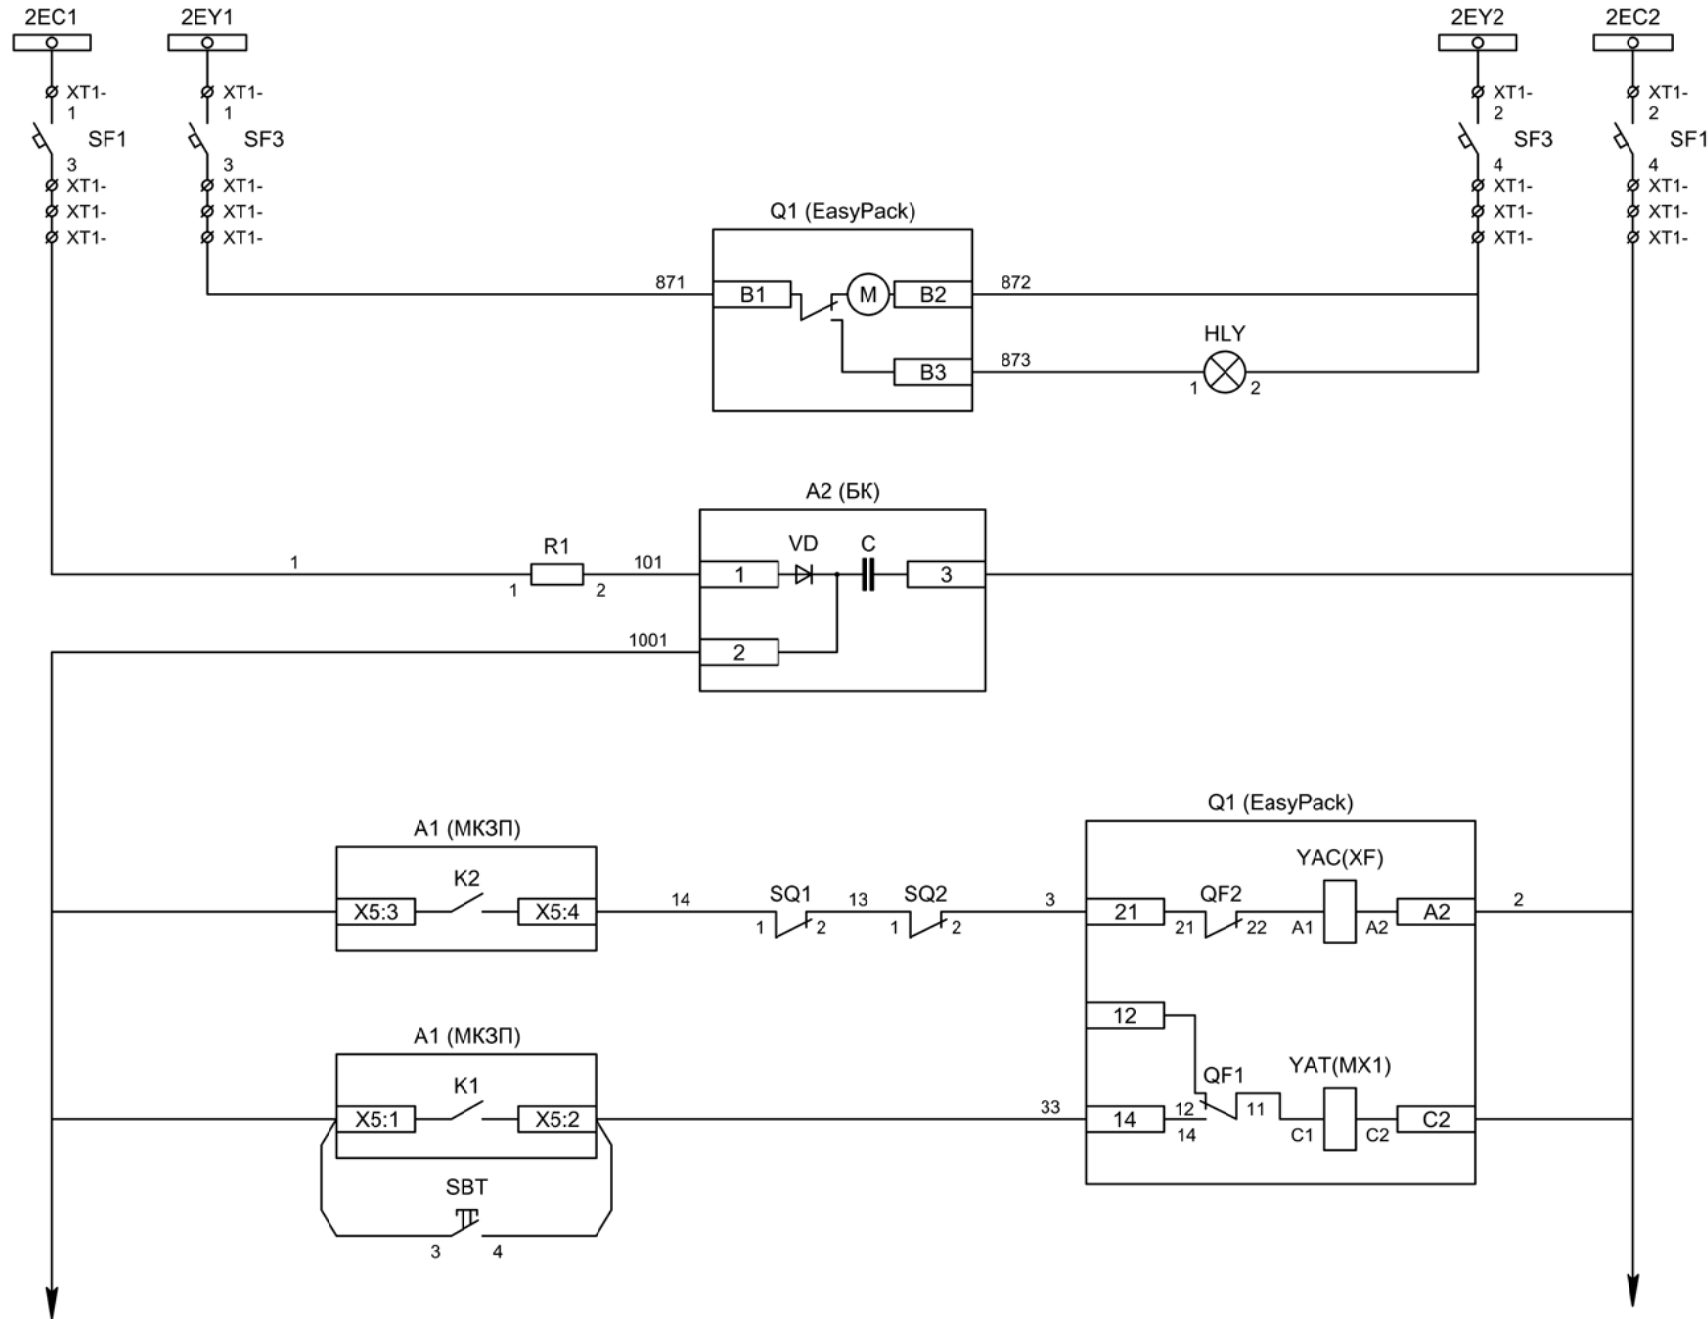 2EC1 2EY1 2EY2 2EC2
XT1- XT1- XT1- XT1-
1 1 2 2
SF1 SF3 SF3 SF1
3 3 4 4
XT1- XT1- XT1- XT1-
XT1- XT1- XT1- XT1-
XT1- XT1- XT1- XT1-
Q1 (EasyPack)
871 B1 M B2 872
HLY
B3 873 1 2
A2 (БК)
R1 VD C
1 1 2 101 1 3
1001 2
Q1 (EasyPack)
A1 (МКЗП)
YAC(XF)
K2 SQ1 SQ2 QF2
X5:3 X5:4 14 1 2 13 1 2 3 21 21 22 A1 A2 A2 2
12
A1 (МКЗП)
YAT(MX1)
K1 QF1
X5:1 X5:2 33 14 12 11 C2
14 C1 C2
SBT
3 4